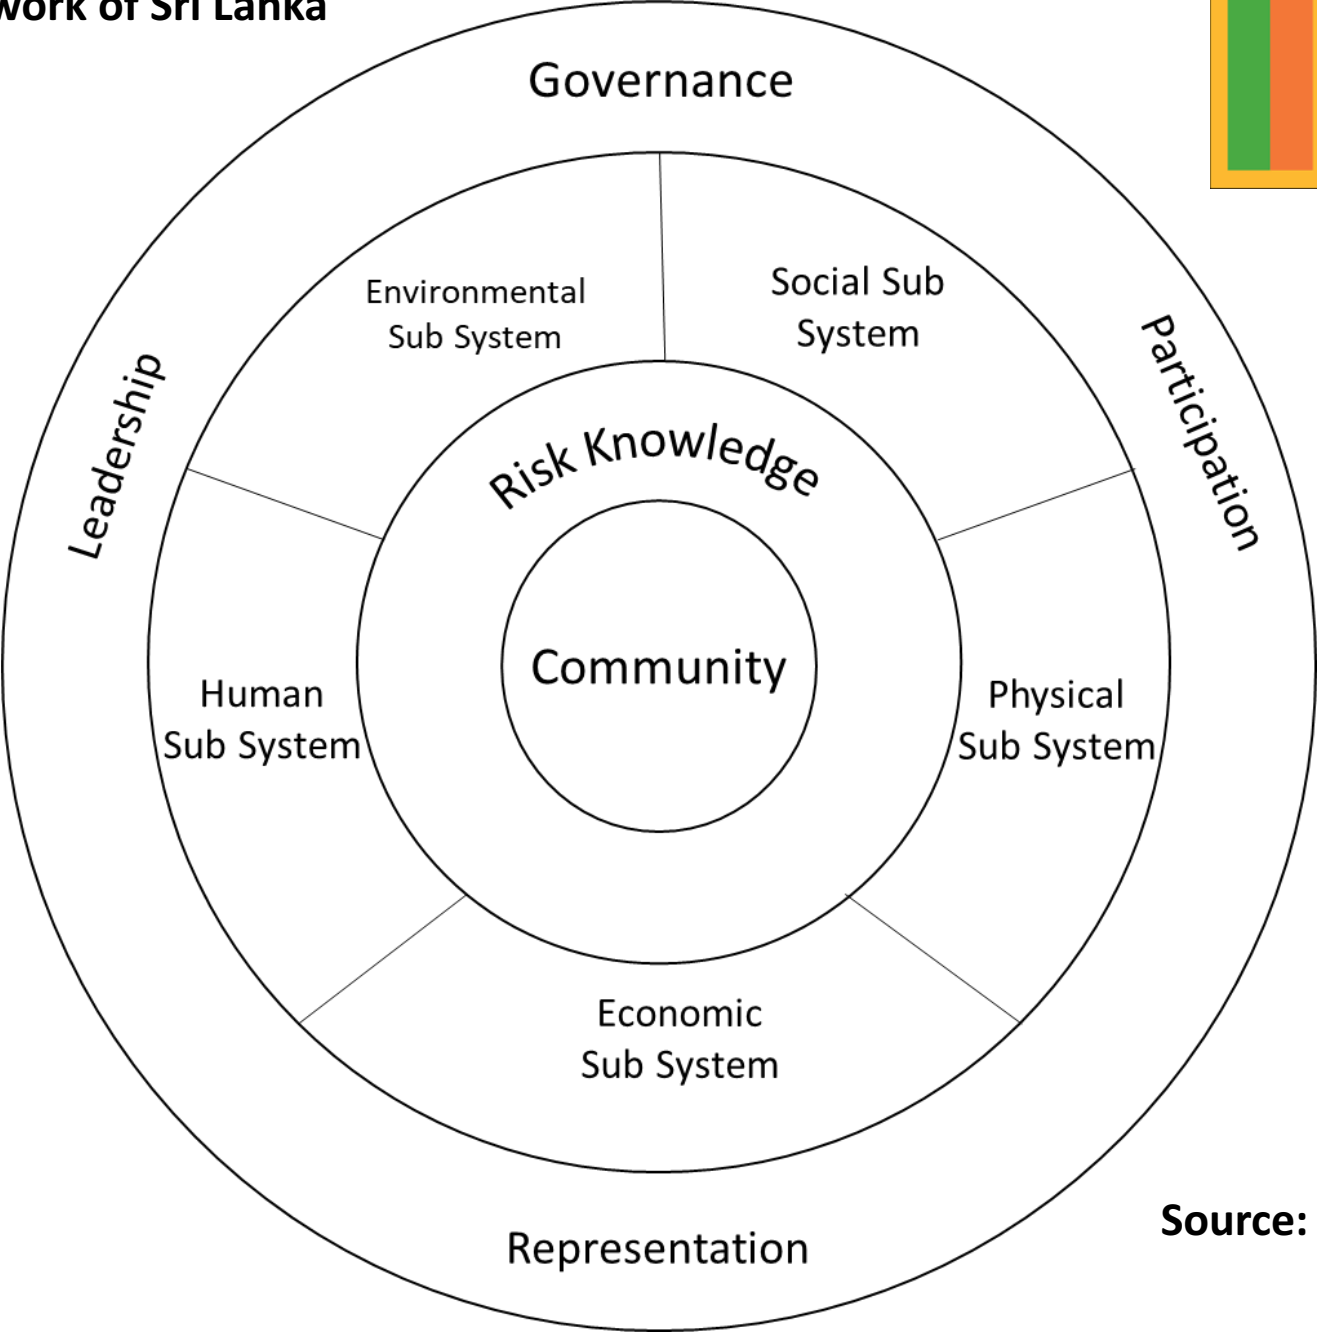 work of Sri Lanka
Governance
Environmental
Sub System
Social Sub
System
Leadership
Participation
Risk Knowledge
Community
Human
Sub System
Physical
Sub System
Economic
Sub System
Representation
Source: